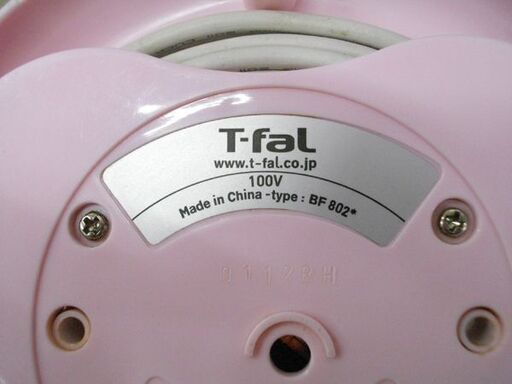 T-faL
www.t-fal.co.jp
100V
Made in China -type : BF 802*